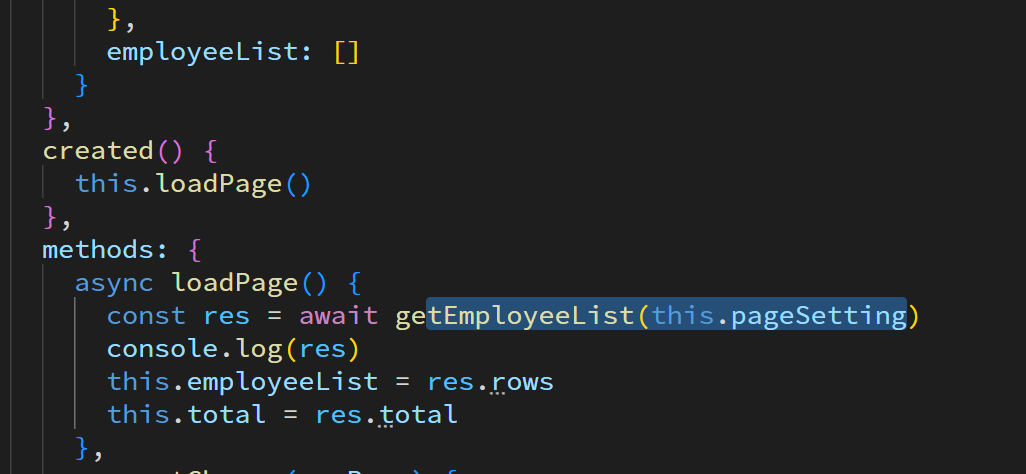 },
employeeList: []
}
},
created() {
this.loadPage()
},
methods: {
async loadPage() {
const res = await getEmployeeList(this.pageSetting)
console.log(res)
this.employeeList = res.rows
this.total = res.total
},